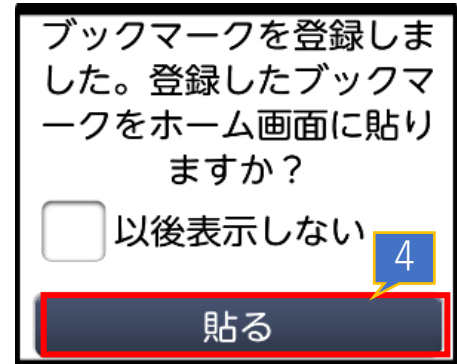 ブックマークを登録しま
した。登録したブックマ
ークをホーム画面に貼り
ますか？
以後表示しない
4
貼る